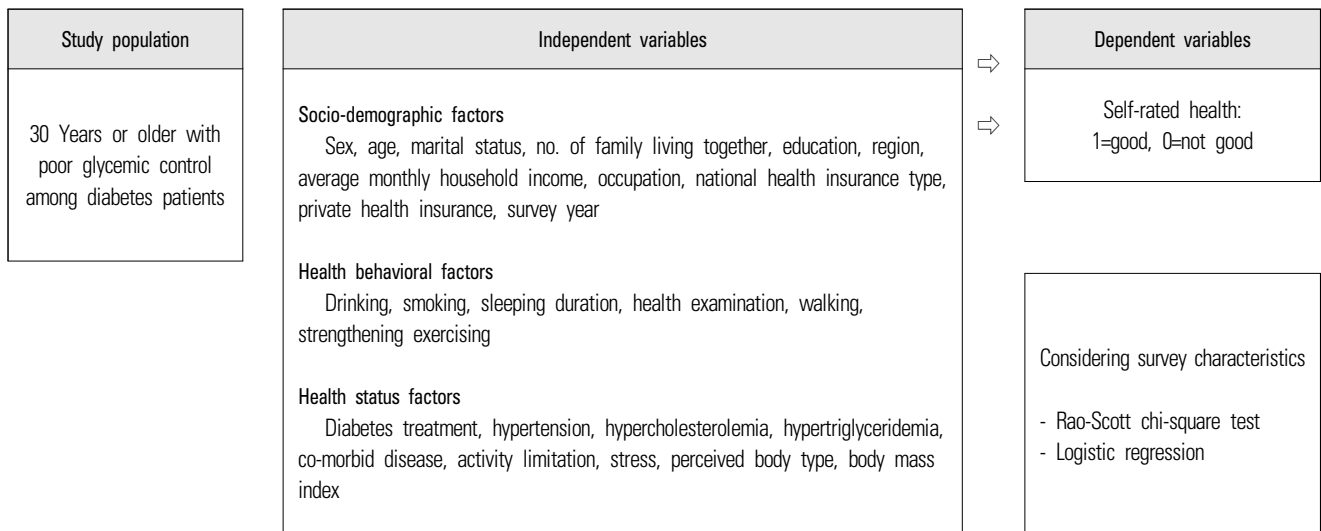 Study population
30 Years or older with
poor glycemic control
among diabetes patients
Independent variables
Socio-demographic factors
Sex, age, marital status, no. of family living together, education, region,
average monthly household income, occupation, national health insurance type,
private health insurance, survey year
Health behavioral factors
Drinking, smoking, sleeping duration, health examination, walking,
strengthening exercising
Health status factors
Diabetes treatment, hypertension, hypercholesterolemia, hypertriglyceridemia,
co-morbid disease, activity limitation, stress, perceived body type, body mass
index
Dependent variables
Self-rated health:
1=good, 0=not good
Considering survey characteristics
- Rao-Scott chi-square test
- Logistic regression